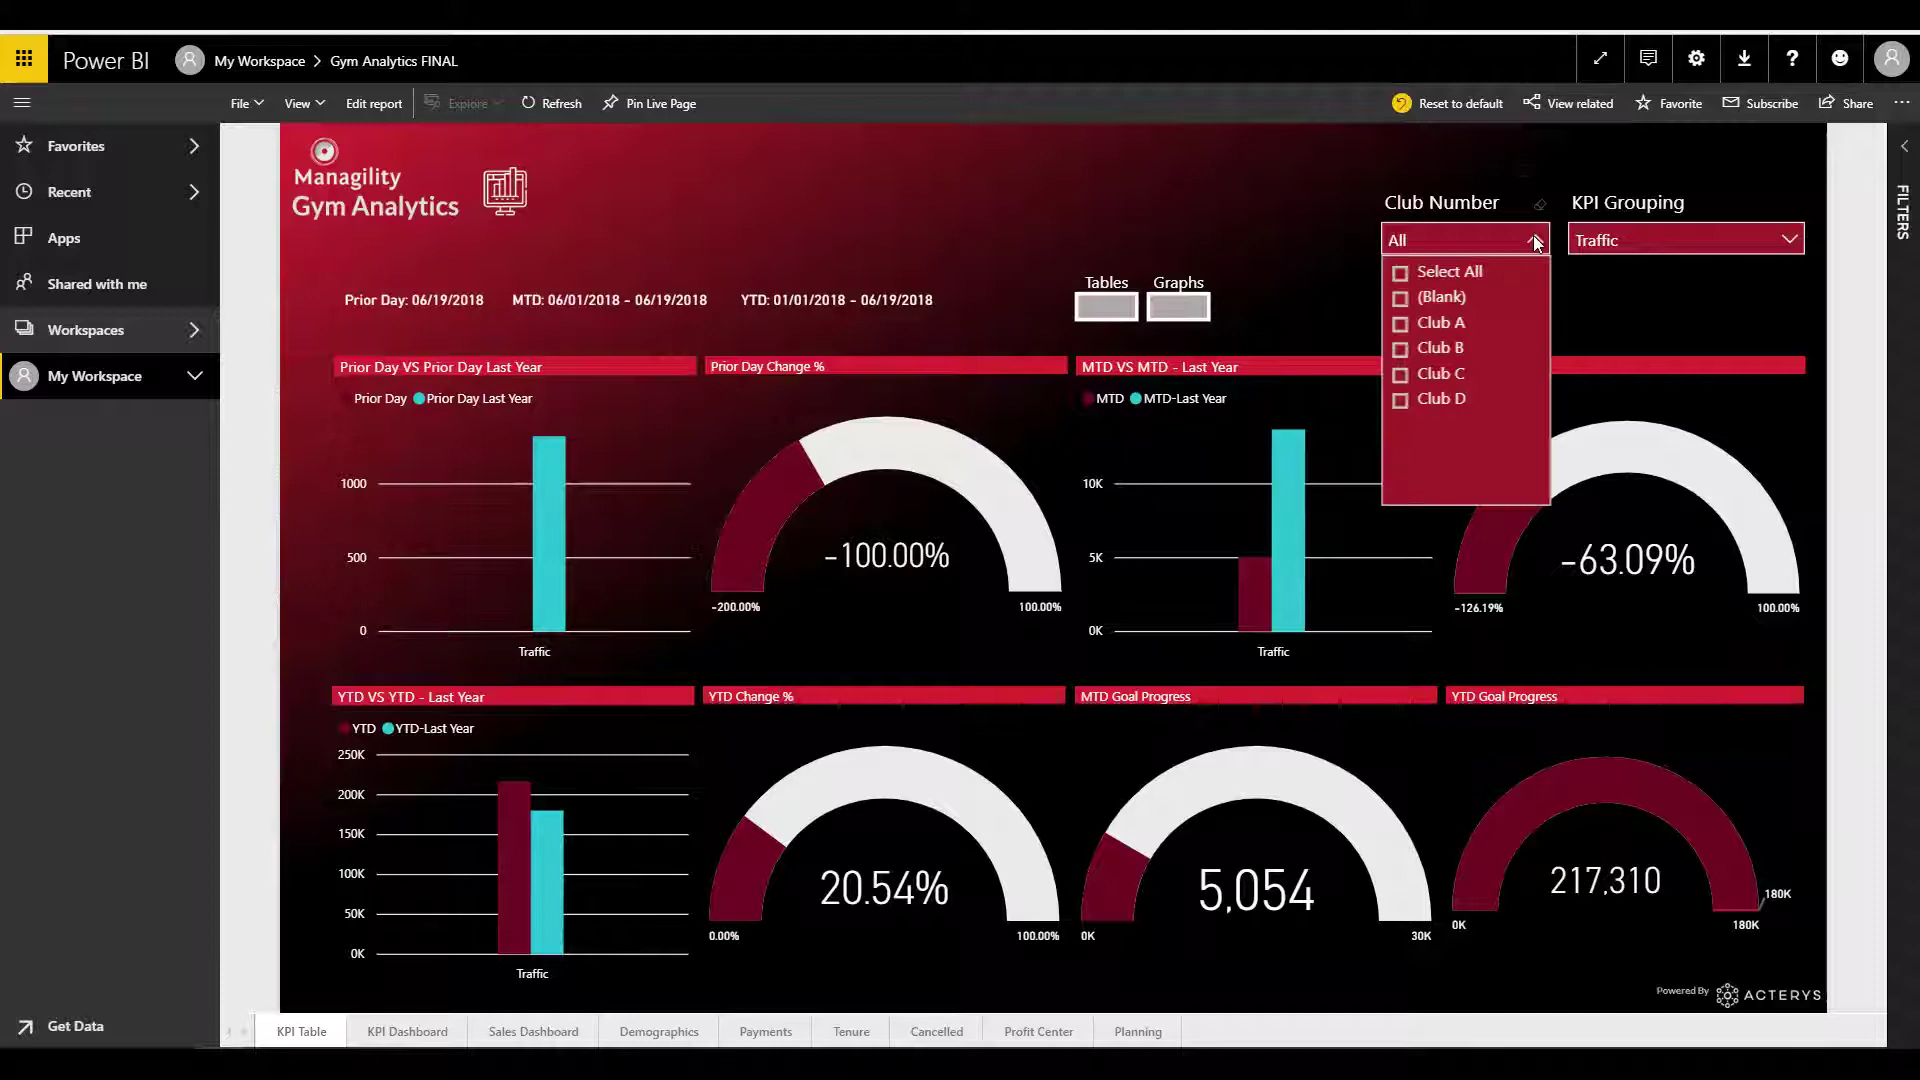 Power BI
My Workspace > Gym Analytics FINAL
File
View
Edit report
Explore
Refresh
Pin Live Page
Reset to default
View related
Favorite
Subscribe
Share
Favorites
Recent
Apps
Shared with me
Workspaces
My Workspace
Get Data
FILTERS
Managility
Gym Analytics
Club Number
All
Select All
(Blank)
Club A
Club B
Club C
Club D
KPI Grouping
Traffic
Prior Day: 06/19/2018
MTD: 06/01/2018 - 06/19/2018
YTD: 01/01/2018 - 06/19/2018
Tables
Graphs
Prior Day VS Prior Day Last Year
Prior Day
Prior Day Last Year
1000
500
0
Traffic
Prior Day Change %
-100.00%
-200.00%
100.00%
MTD VS MTD - Last Year
MTD
MTD-Last Year
10K
5K
0K
Traffic
-63.09%
-126.19%
100.00%
YTD VS YTD - Last Year
YTD
YTD-Last Year
250K
200K
150K
100K
50K
0K
Traffic
YTD Change %
20.54%
0.00%
100.00%
MTD Goal Progress
5,054
0K
30K
YTD Goal Progress
217,310
180K
0K
180K
Powered By
ACTERYS
KPI Table
KPI Dashboard
Sales Dashboard
Demographics
Payments
Tenure
Cancelled
Profit Center
Planning